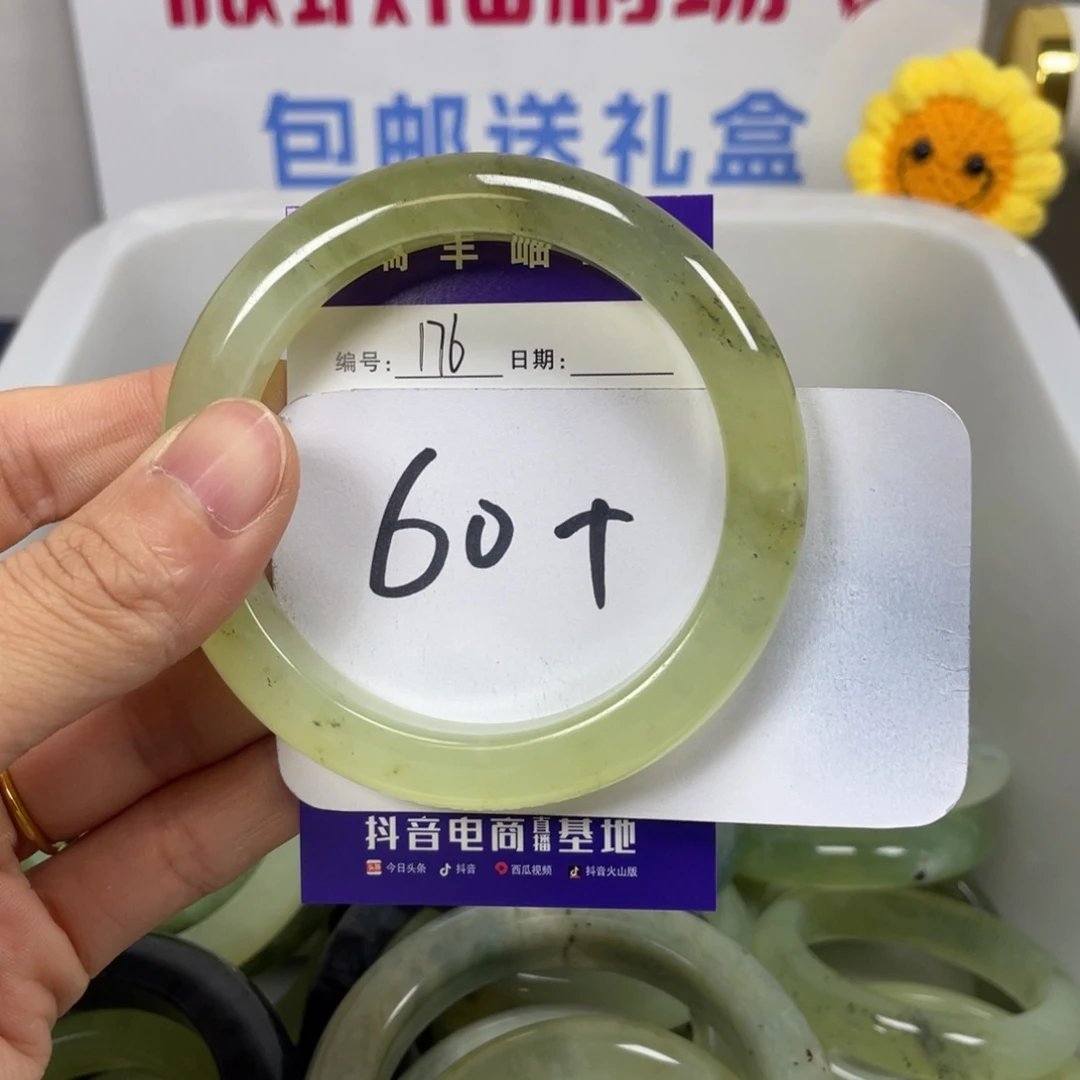 包邮送礼盒
编号: 176 日期:
60+
抖音电商直播基地
今日头条 抖音 西瓜视频 抖音火山版